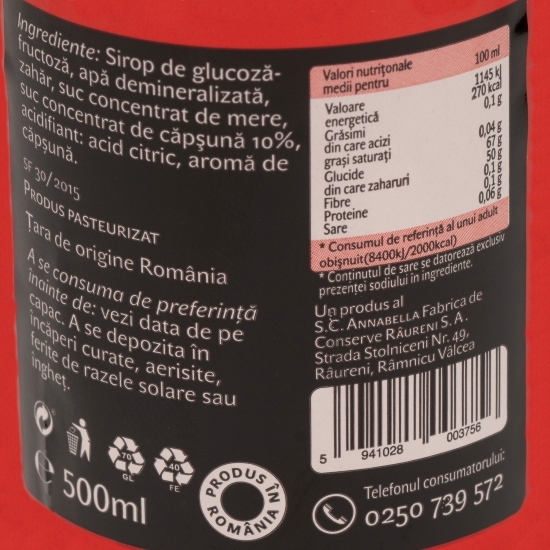 Ingrediente: Sirop de glucoză-
fructoză, apă demineralizată,
zahăr, suc concentrat de mere,
suc concentrat de căpşună 10%,
acidifiant: acid citric, aromă de
căpșună.
SF 30/2015
PRODUS PASTEURIZAT
Țara de origine România
A se consuma de preferință
înainte de: vezi data de pe
capac. A se depozita în
încăperi curate, aerisite,
ferite de razele solare sau
îngheț.
70
GL
40
FE
e 500ml
PRODUS ÎN
ROMÂNIA
Valori nutriţonale
medii pentru
100 ml
Valoare
energetică
1145 kJ
270 kcal
Grăsimi
0,1 g
din care acizi
grași saturați
0,04 g
Glucide
67 g
din care zaharuri
50 g
Fibre
0,1 g
Proteine
0,1 g
Sare
0,06 g
* Consumul de referință al unui adult
obișnuit(8400kJ/2000kcal)
* Conținutul de sare se datorează exclusiv
prezenței sodiului în ingrediente.
Un produs al
S.C. ANNABELLA Fabrica de
Conserve RÂURENI S.A.
Strada Stolniceni Nr. 49,
Râureni, Râmnicu Vâlcea
5 941028 003756
Telefonul consumatorului:
0250 739 572